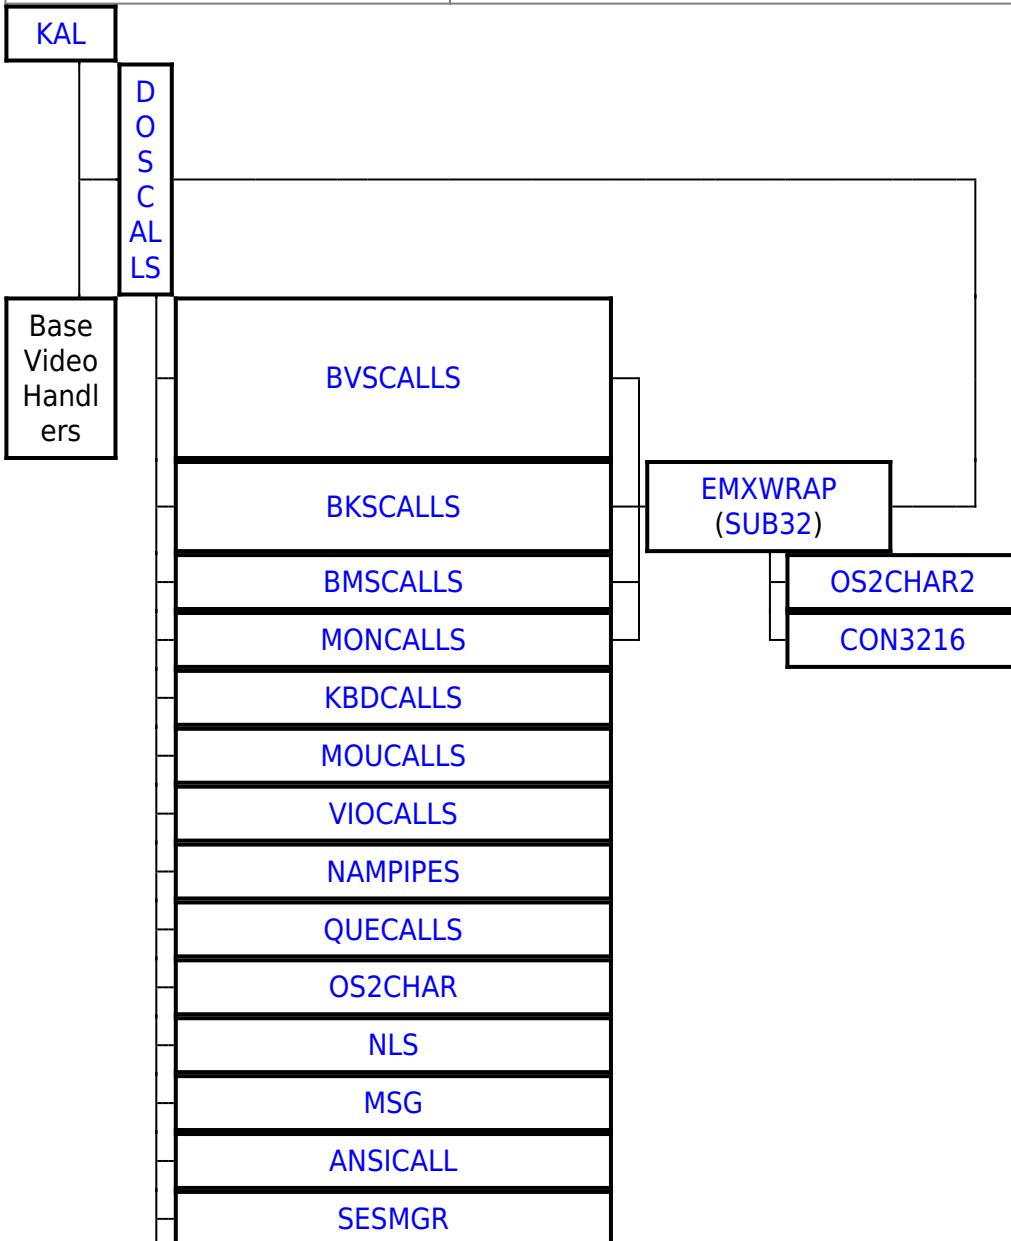 KAL
D
O
S
C
AL
LS
Base
Video
Handl
ers
BVSCALLS
BKSCALLS
EMXWRAP
(SUB32)
BMSCALLS
OS2CHAR2
MONCALLS
CON3216
KBDCALLS
MOUCALLS
VIOCALLS
NAMPIPES
QUECALLS
OS2CHAR
NLS
MSG
ANSICALL
SESMGR